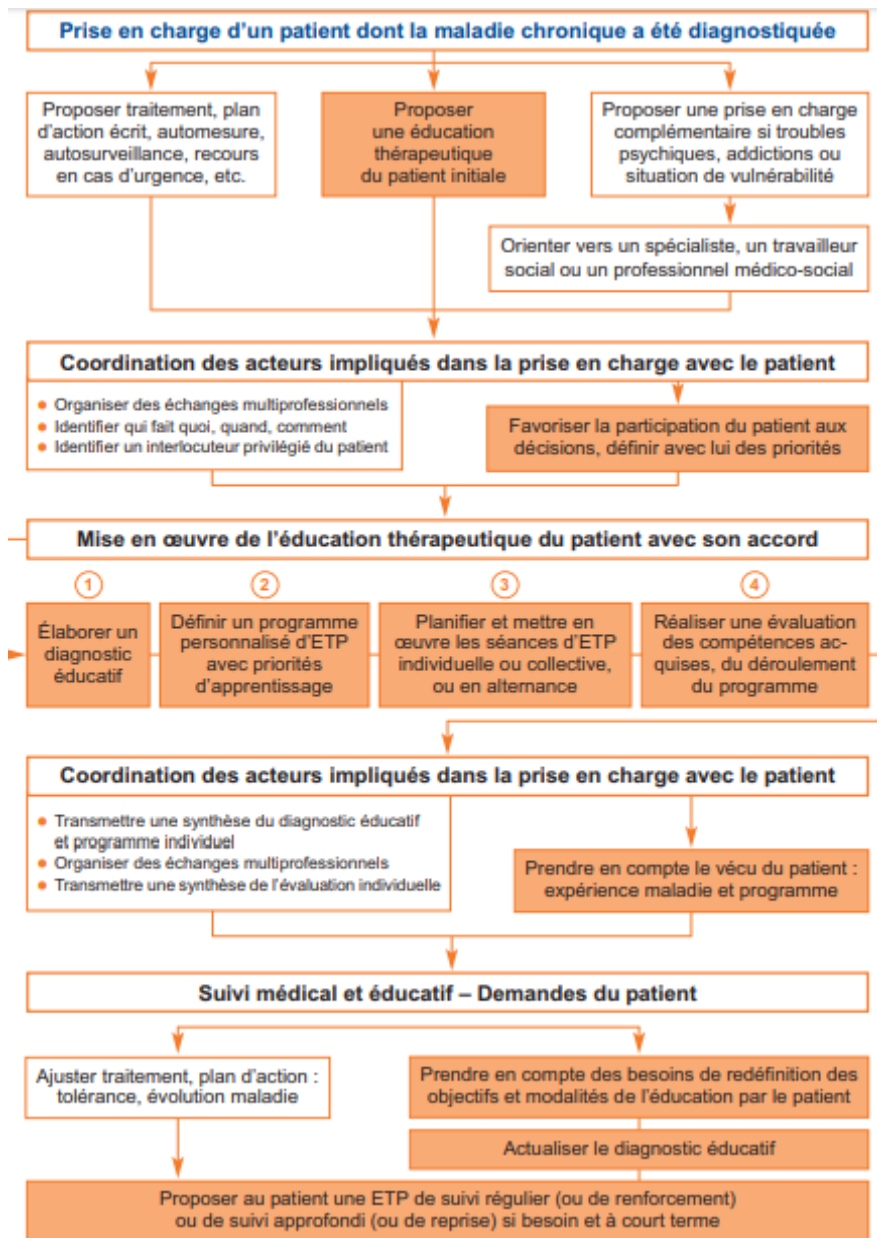 Prise en charge d'un patient dont la maladie chronique a été diagnostiquée
Proposer traitement, plan
d'action écrit, automesure,
autosurveillance, recours
en cas d'urgence, etc.
Proposer
une éducation
thérapeutique
du patient initiale
Proposer une prise en charge
complémentaire si troubles
psychiques, addictions ou
situation de vulnérabilité
Orienter vers un spécialiste, un travailleur
social ou un professionnel médico-social
Coordination des acteurs impliqués dans la prise en charge avec le patient
• Organiser des échanges multiprofessionnels
• Identifier qui fait quoi, quand, comment
• Identifier un interlocuteur privilégié du patient
Favoriser la participation du patient aux
décisions, définir avec lui des priorités
Mise en œuvre de l'éducation thérapeutique du patient avec son accord
1
Élaborer un
diagnostic
éducatif
2
Définir un programme
personnalisé d'ETP
avec priorités
d'apprentissage
3
Planifier et mettre en
œuvre les séances d'ETP
individuelle ou collective,
ou en alternance
4
Réaliser une évaluation
des compétences ac-
quises, du déroulement
du programme
Coordination des acteurs impliqués dans la prise en charge avec le patient
• Transmettre une synthèse du diagnostic éducatif
et programme individuel
• Organiser des échanges multiprofessionnels
• Transmettre une synthèse de l'évaluation individuelle
Prendre en compte le vécu du patient :
expérience maladie et programme
Suivi médical et éducatif – Demandes du patient
Ajuster traitement, plan d'action :
tolérance, évolution maladie
Prendre en compte des besoins de redéfinition des
objectifs et modalités de l'éducation par le patient
Actualiser le diagnostic éducatif
Proposer au patient une ETP de suivi régulier (ou de renforcement)
ou de suivi approfondi (ou de reprise) si besoin et à court terme